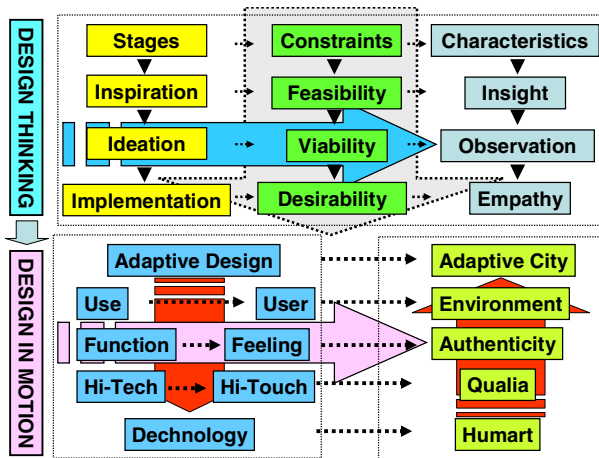 DESIGN THINKING
Stages
Constraints
Characteristics
Inspiration
Feasibility
Insight
Ideation
Viability
Observation
Implementation
Desirability
Empathy
DESIGN IN MOTION
Adaptive Design
Adaptive City
Use
User
Environment
Function
Feeling
Authenticity
Hi-Tech
Hi-Touch
Qualia
Dechnology
Humart